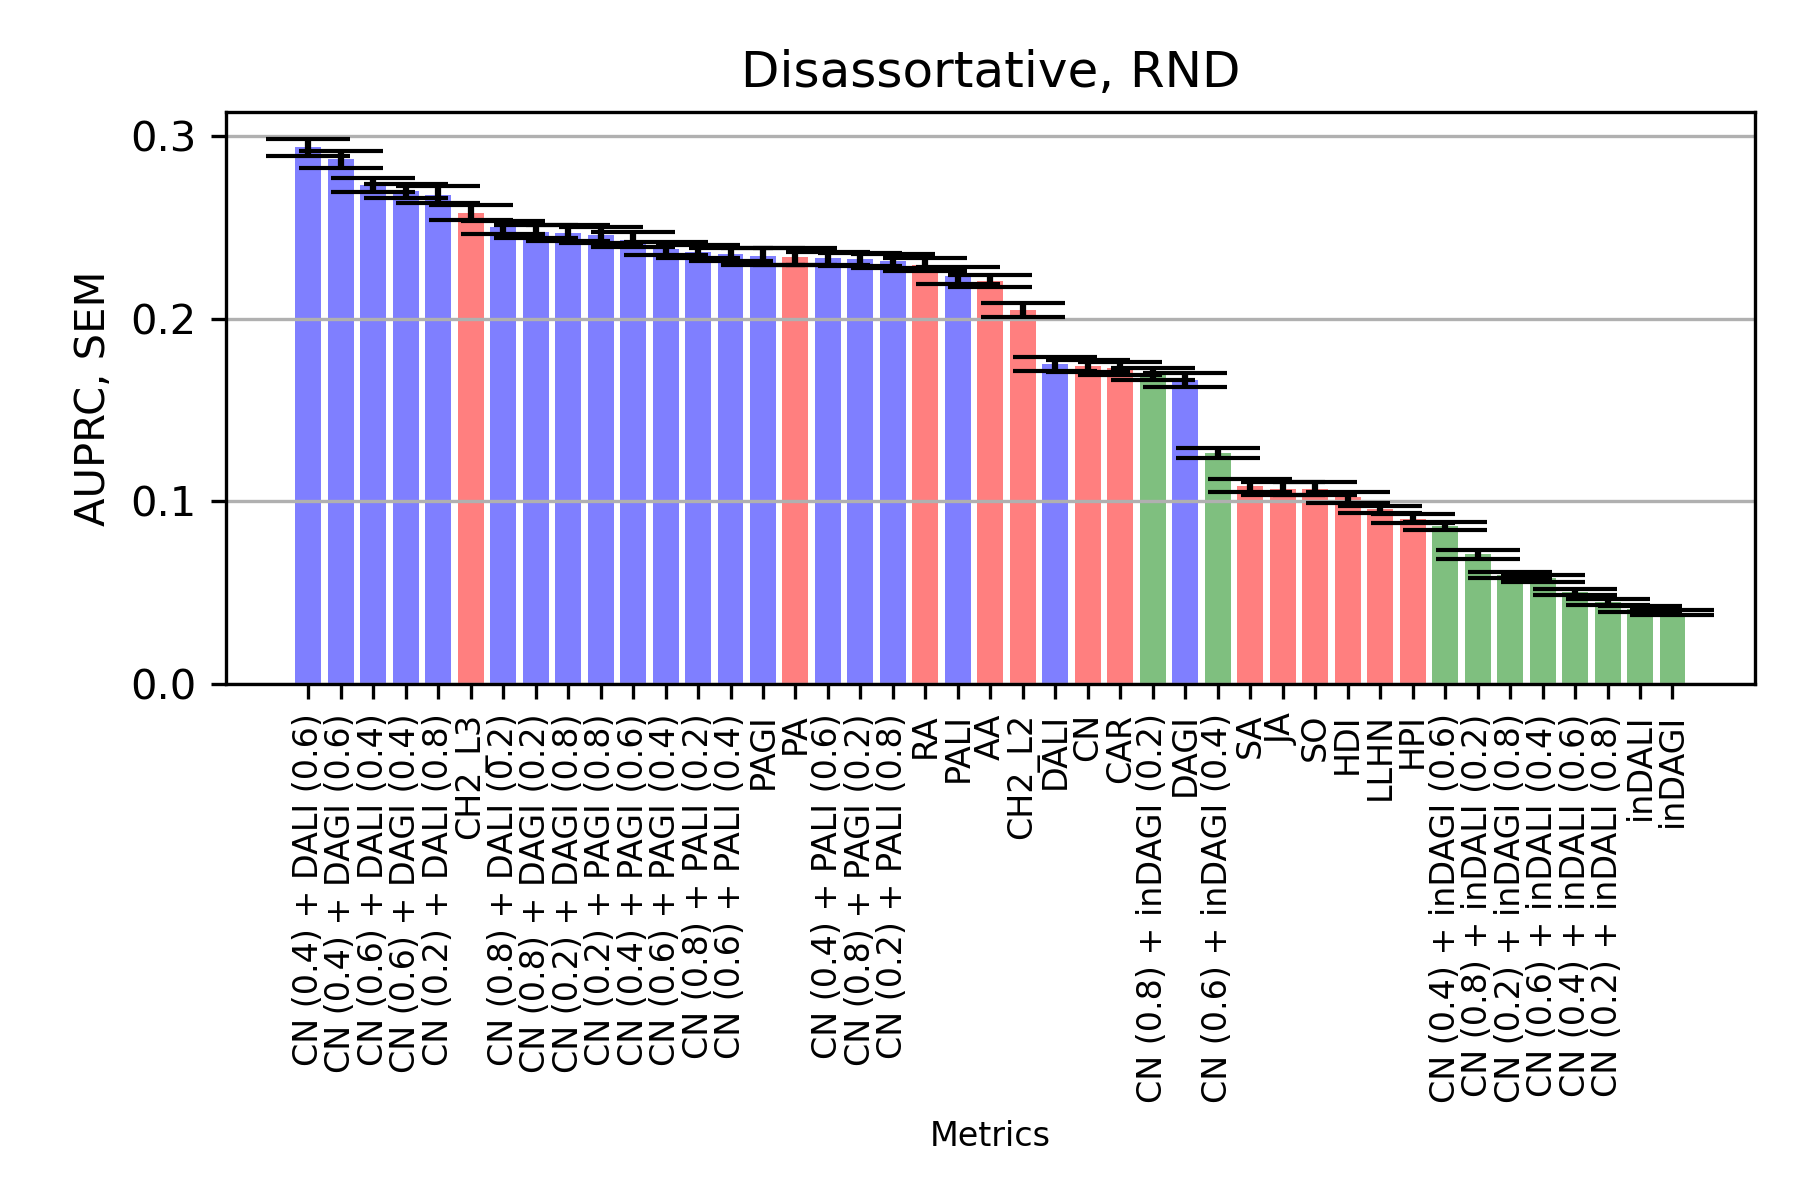 Disassortative, RND
AUPRC, SEM
0.3
0.2
0.1
0.0
CN (0.4) + DALI (0.6)
CN (0.4) + DAGI (0.6)
CN (0.6) + DALI (0.4)
CN (0.6) + DAGI (0.4)
CN (0.2) + DALI (0.8)
CH2_L3
CN (0.8) + DALI (0.2)
CN (0.8) + DAGI (0.2)
CN (0.2) + DAGI (0.8)
CN (0.2) + PAGI (0.8)
CN (0.4) + PAGI (0.6)
CN (0.6) + PAGI (0.4)
CN (0.8) + PALI (0.2)
CN (0.6) + PALI (0.4)
PAGI
PA
CN (0.4) + PALI (0.6)
CN (0.8) + PAGI (0.2)
CN (0.2) + PALI (0.8)
RA
PALI
AA
CH2_L2
DALI
CN
CAR
CN (0.8) + inDAGI (0.2)
DAGI
CN (0.6) + inDAGI (0.4)
SA
JA
SO
HDI
LLHN
HPI
CN (0.4) + inDAGI (0.6)
CN (0.8) + inDALI (0.2)
CN (0.2) + inDAGI (0.8)
CN (0.6) + inDALI (0.4)
CN (0.4) + inDALI (0.6)
CN (0.2) + inDALI (0.8)
inDALI
inDAGI
Metrics